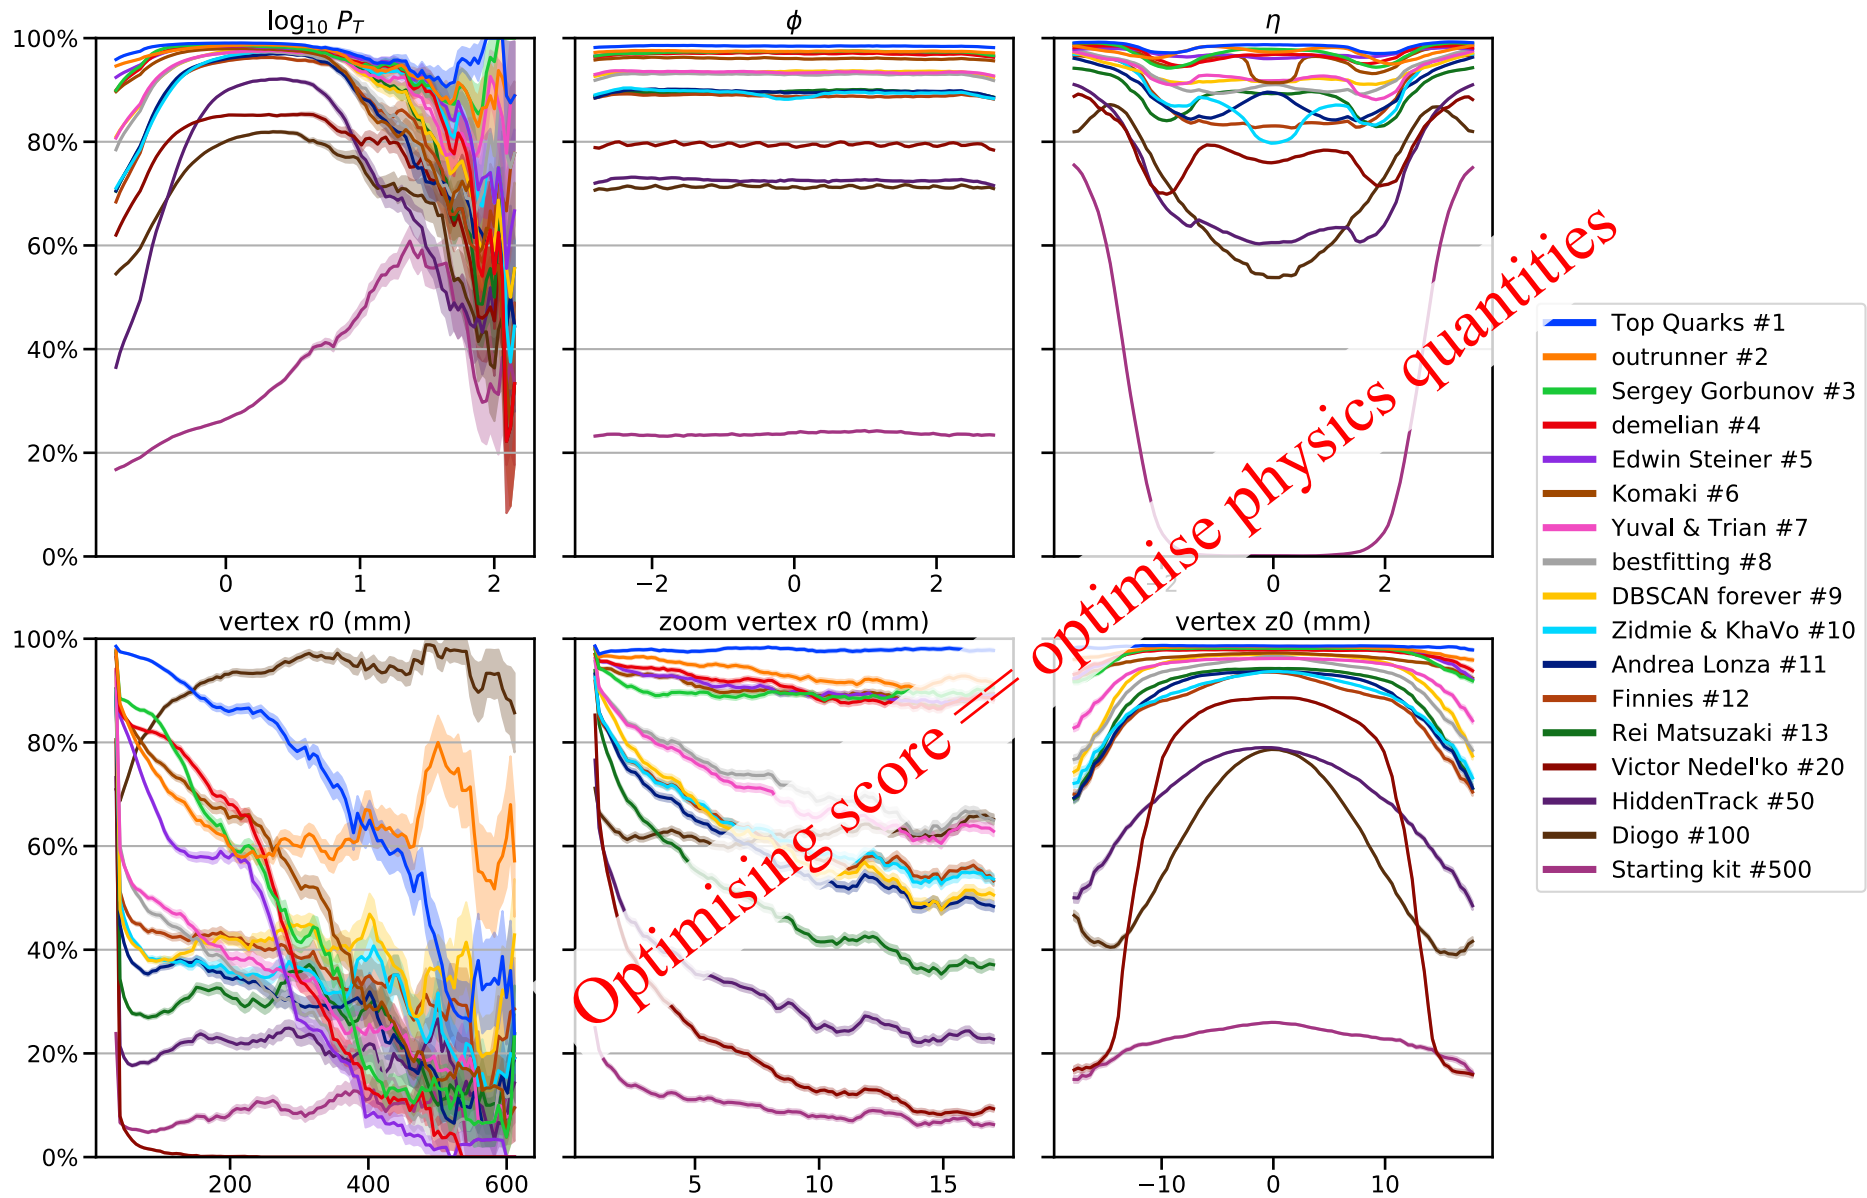 log₁₀ P_T
ϕ
η
100%
80%
60%
40%
20%
0%
0
1
2
−2
0
2
−2
0
2
vertex r0 (mm)
zoom vertex r0 (mm)
vertex z0 (mm)
100%
80%
60%
40%
20%
0%
200
400
600
5
10
15
−10
0
10
Optimising score == optimise physics quantities
Top Quarks #1
outrunner #2
Sergey Gorbunov #3
demelian #4
Edwin Steiner #5
Komaki #6
Yuval & Trian #7
bestfitting #8
DBSCAN forever #9
Zidmie & KhaVo #10
Andrea Lonza #11
Finnies #12
Rei Matsuzaki #13
Victor Nedel'ko #20
HiddenTrack #50
Diogo #100
Starting kit #500